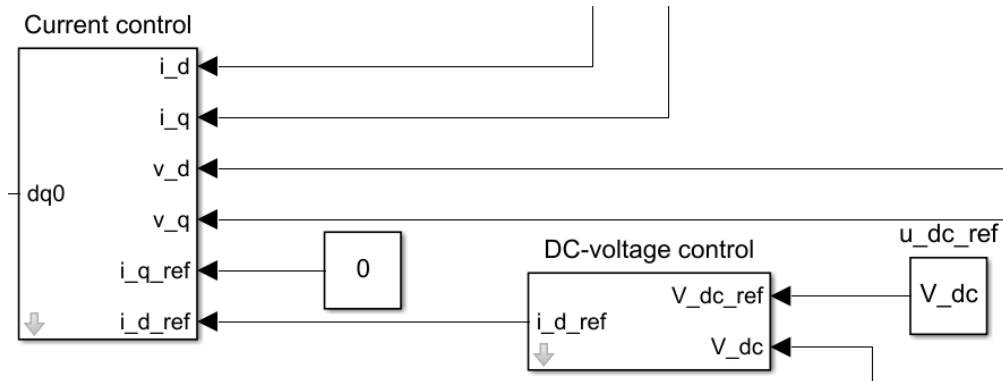 Current control
i_d
i_q
v_d
dq0
v_q
i_q_ref
i_d_ref
0
DC-voltage control
V_dc_ref
i_d_ref
V_dc
u_dc_ref
V_dc